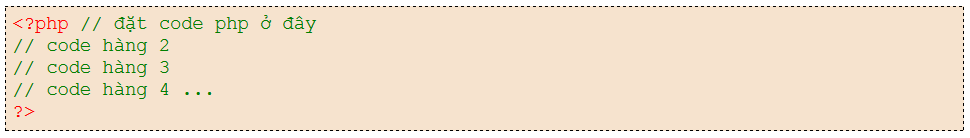 <?php // đặt code php ở đây
// code hàng 2
// code hàng 3
// code hàng 4 ...
?>